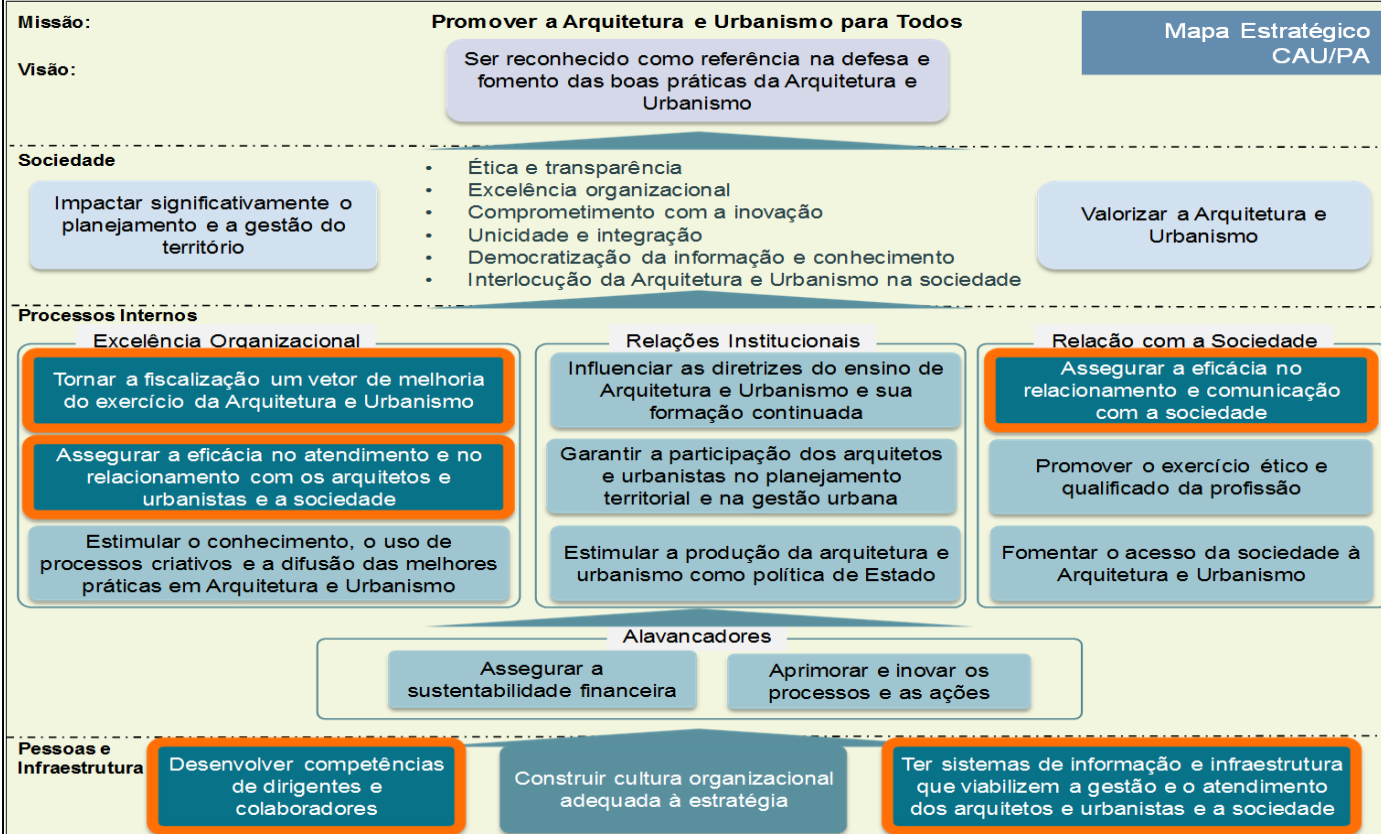 Missão:
Promover a Arquitetura e Urbanismo para Todos
Mapa Estratégico
CAU/PA
Visão:
Ser reconhecido como referência na defesa e
fomento das boas práticas da Arquitetura e
Urbanismo
Sociedade
Impactar significativamente o
planejamento e a gestão do
território
• Ética e transparência
• Excelência organizacional
• Comprometimento com a inovação
• Unicidade e integração
• Democratização da informação e conhecimento
• Interlocução da Arquitetura e Urbanismo na sociedade
Valorizar a Arquitetura e
Urbanismo
Processos Internos
Excelência Organizacional
Tornar a fiscalização um vetor de melhoria
do exercício da Arquitetura e Urbanismo
Assegurar a eficácia no atendimento e no
relacionamento com os arquitetos e
urbanistas e a sociedade
Estimular o conhecimento, o uso de
processos criativos e a difusão das melhores
práticas em Arquitetura e Urbanismo
Relações Institucionais
Influenciar as diretrizes do ensino de
Arquitetura e Urbanismo e sua
formação continuada
Garantir a participação dos arquitetos
e urbanistas no planejamento
territorial e na gestão urbana
Estimular a produção da arquitetura e
urbanismo como política de Estado
Relação com a Sociedade
Assegurar a eficácia no
relacionamento e comunicação
com a sociedade
Promover o exercício ético e
qualificado da profissão
Fomentar o acesso da sociedade à
Arquitetura e Urbanismo
Alavancadores
Assegurar a
sustentabilidade financeira
Aprimorar e inovar os
processos e as ações
Pessoas e
Infraestrutura
Desenvolver competências
de dirigentes e
colaboradores
Construir cultura organizacional
adequada à estratégia
Ter sistemas de informação e infraestrutura
que viabilizem a gestão e o atendimento
dos arquitetos e urbanistas e a sociedade